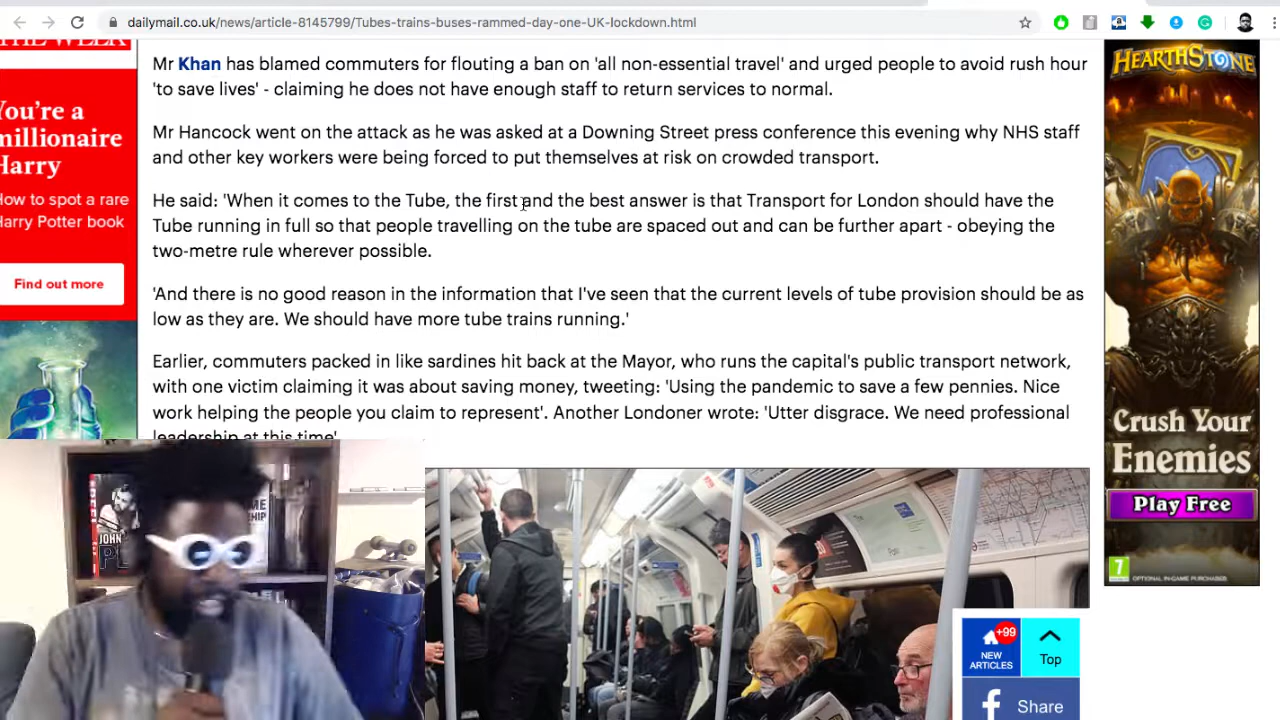 dailymail.co.uk/news/article-8145799/Tubes-trains-buses-rammed-day-one-UK-lockdown.html
THE WEEK
You're a
millionaire
Harry
How to spot a rare
Harry Potter book
Find out more
Mr Khan has blamed commuters for flouting a ban on 'all non-essential travel' and urged people to avoid rush hour
'to save lives' - claiming he does not have enough staff to return services to normal.
Mr Hancock went on the attack as he was asked at a Downing Street press conference this evening why NHS staff
and other key workers were being forced to put themselves at risk on crowded transport.
He said: 'When it comes to the Tube, the first and the best answer is that Transport for London should have the
Tube running in full so that people travelling on the tube are spaced out and can be further apart - obeying the
two-metre rule wherever possible.
'And there is no good reason in the information that I've seen that the current levels of tube provision should be as
low as they are. We should have more tube trains running.'
Earlier, commuters packed in like sardines hit back at the Mayor, who runs the capital's public transport network,
with one victim claiming it was about saving money, tweeting: 'Using the pandemic to save a few pennies. Nice
work helping the people you claim to represent'. Another Londoner wrote: 'Utter disgrace. We need professional
leadership at this time'
HEARTHSTONE
Crush Your
Enemies
Play Free
7
OPTIONAL IN-GAME PURCHASES
JOHN
+99
NEW
ARTICLES
Top
Share